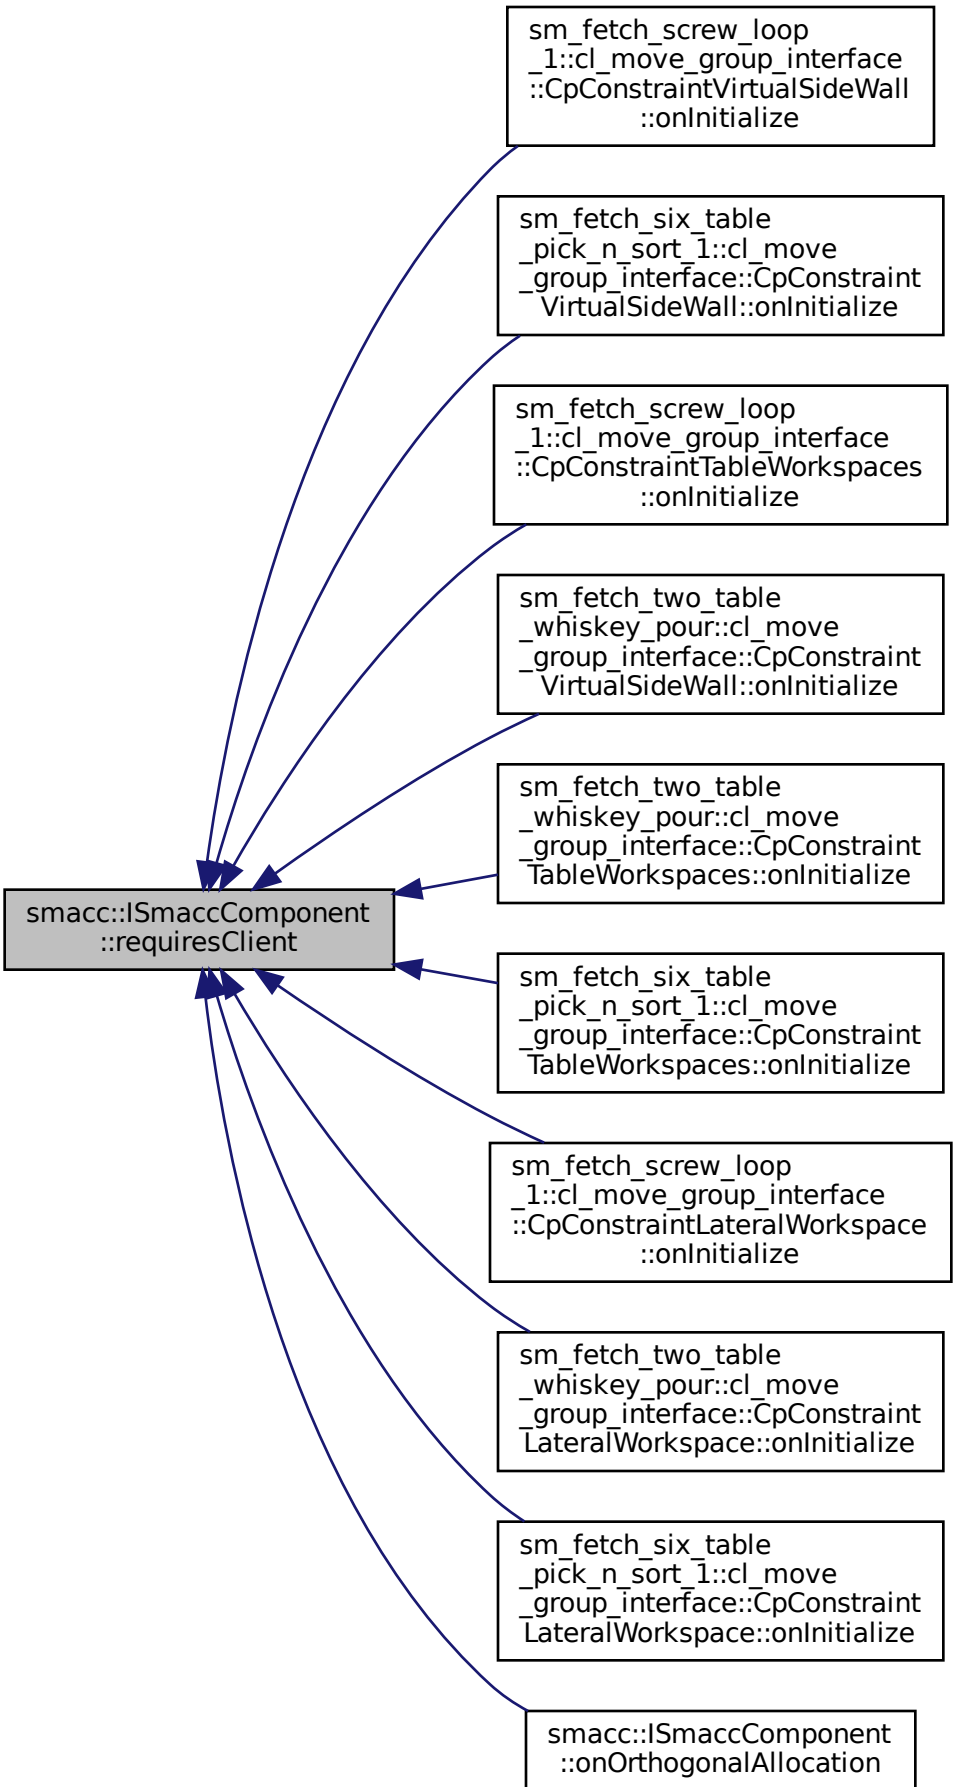 sm_fetch_screw_loop
_1::cl_move_group_interface
::CpConstraintVirtualSideWall
::onInitialize
sm_fetch_six_table
_pick_n_sort_1::cl_move
_group_interface::CpConstraint
VirtualSideWall::onInitialize
sm_fetch_screw_loop
_1::cl_move_group_interface
::CpConstraintTableWorkspaces
::onInitialize
sm_fetch_two_table
_whiskey_pour::cl_move
_group_interface::CpConstraint
VirtualSideWall::onInitialize
sm_fetch_two_table
_whiskey_pour::cl_move
_group_interface::CpConstraint
TableWorkspaces::onInitialize
smacc::ISmaccComponent
::requiresClient
sm_fetch_six_table
_pick_n_sort_1::cl_move
_group_interface::CpConstraint
TableWorkspaces::onInitialize
sm_fetch_screw_loop
_1::cl_move_group_interface
::CpConstraintLateralWorkspace
::onInitialize
sm_fetch_two_table
_whiskey_pour::cl_move
_group_interface::CpConstraint
LateralWorkspace::onInitialize
sm_fetch_six_table
_pick_n_sort_1::cl_move
_group_interface::CpConstraint
LateralWorkspace::onInitialize
smacc::ISmaccComponent
::onOrthogonalAllocation